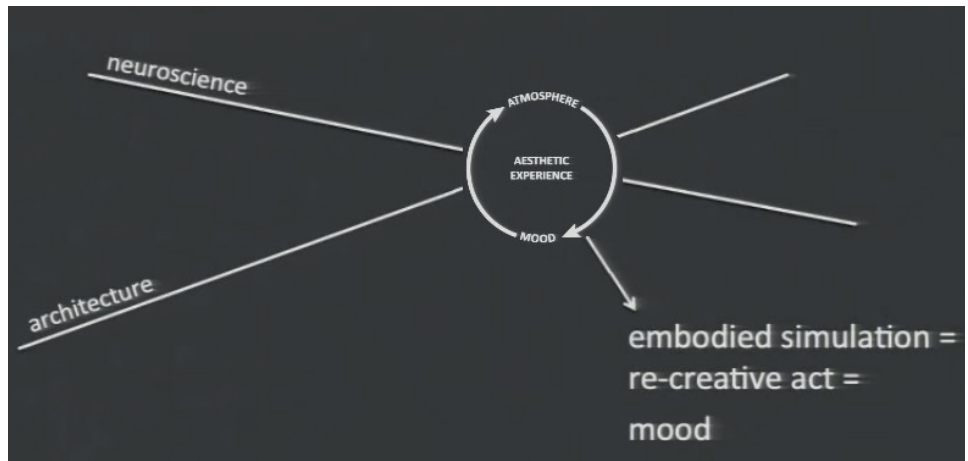 neuroscience
ATMOSPHERE
AESTHETIC
EXPERIENCE
MOOD
architecture
embodied simulation =
re-creative act =
mood